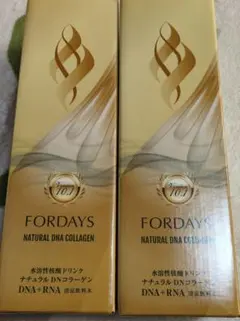 FORDAYS
NATURAL DNA COLLAGEN
水溶性核酸ドリンク
ナチュラル DNコラーゲン
DNA+RNA 清涼飲料水
FORDAYS
NATURAL DNA COLLAGEN
水溶性核酸ドリンク
ナチュラル DNコラーゲン
DNA+RNA 清涼飲料水